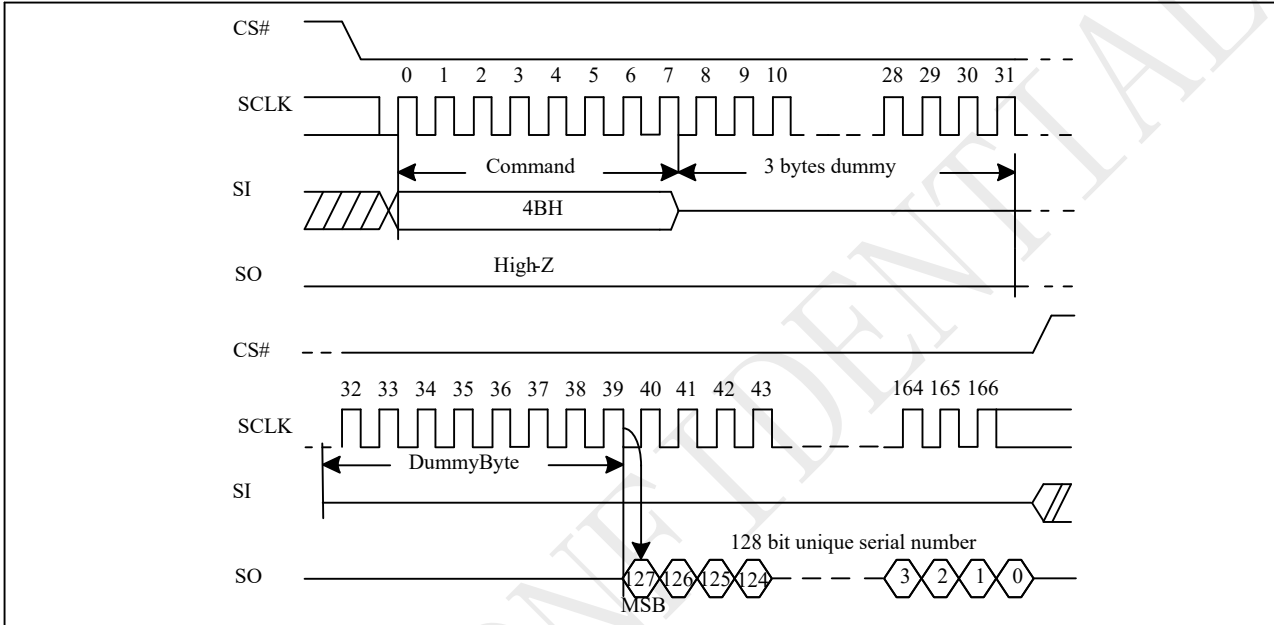 CS#
0 1 2 3 4 5 6 7 8 9 10 28 29 30 31
SCLK
Command 3 bytes dummy
SI
4BH
High-Z
SO
CS#
32 33 34 35 36 37 38 39 40 41 42 43 164 165 166
SCLK
DummyByte
SI
128 bit unique serial number
SO 127 126 125 124 3 2 1 0
MSB